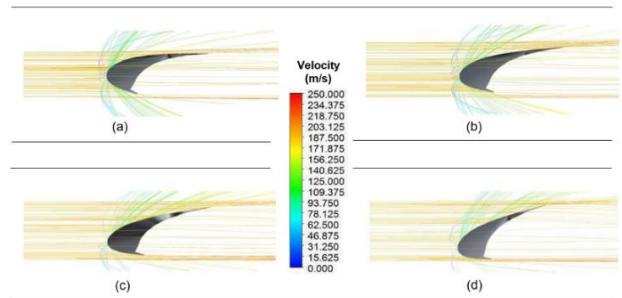 (a)
(b)
Velocity
(m/s)
250.000
234.375
218.750
203.125
187.500
171.875
156.250
140.625
125.000
109.375
93.750
78.125
62.500
46.875
31.250
15.625
0.000
(c)
(d)